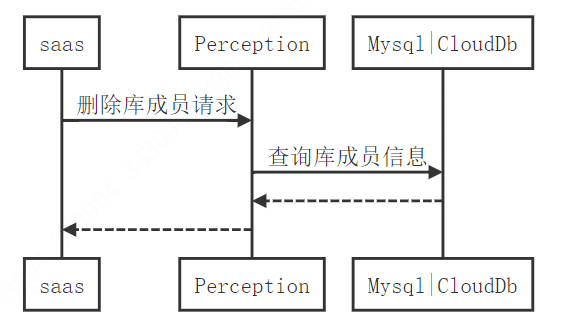 saas
Perception
Mysql|CloudDb
删除库成员请求
查询库成员信息
saas
Perception
Mysql|CloudDb